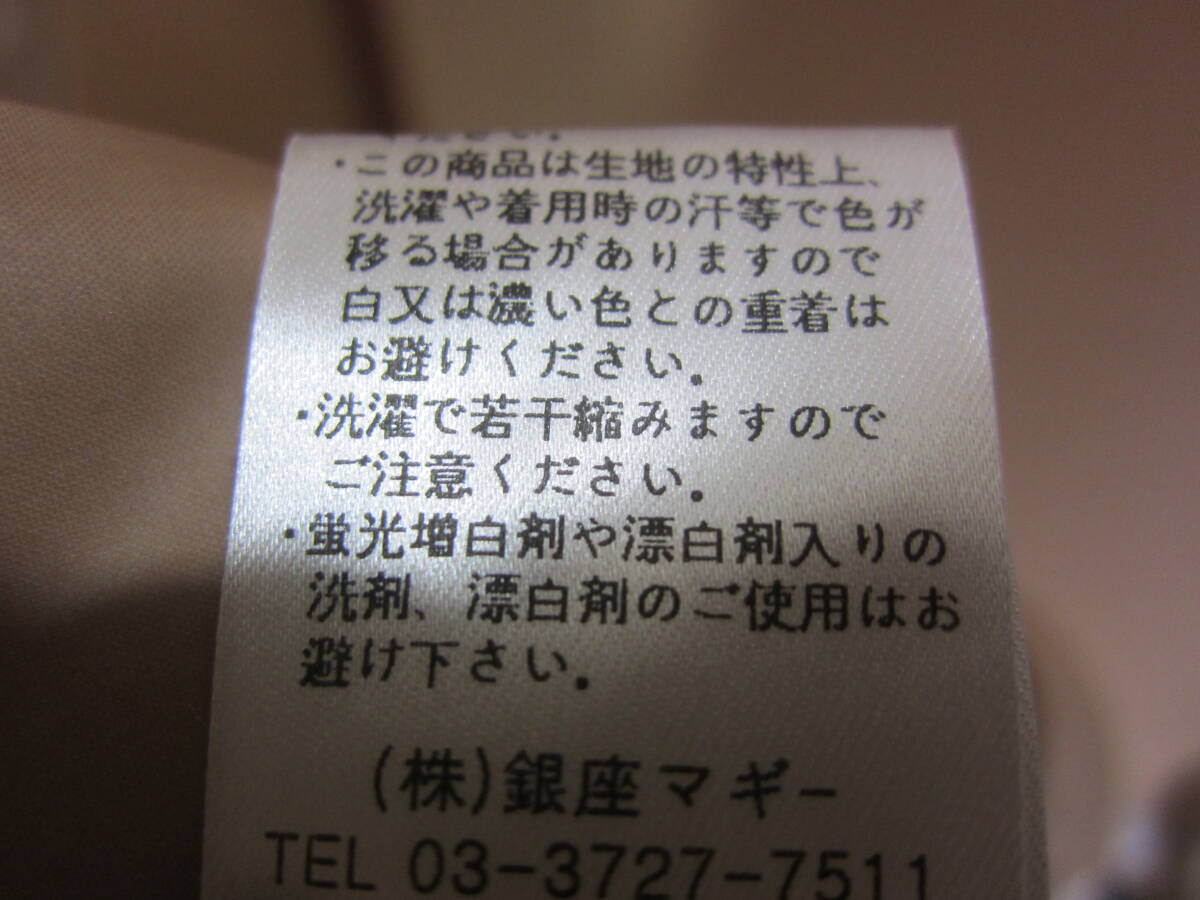 ・この商品は生地の特性上、
洗濯や着用時の汗等で色が
移る場合がありますので
白又は濃い色との重着は
お避けください.
・洗濯で若干縮みますので
ご注意ください.
・蛍光増白剤や漂白剤入りの
洗剤、漂白剤のご使用はお
避け下さい.
(株)銀座マギー
TEL 03-3727-7511